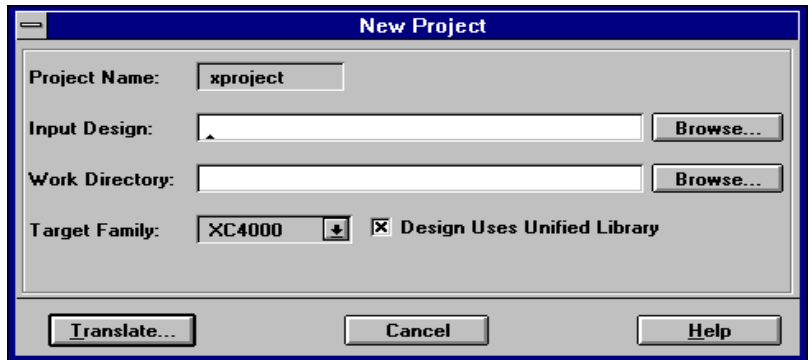 New Project
Project Name: xproject
Input Design: Browse...
Work Directory: Browse...
Target Family: XC4000 Design Uses Unified Library
Translate... Cancel Help